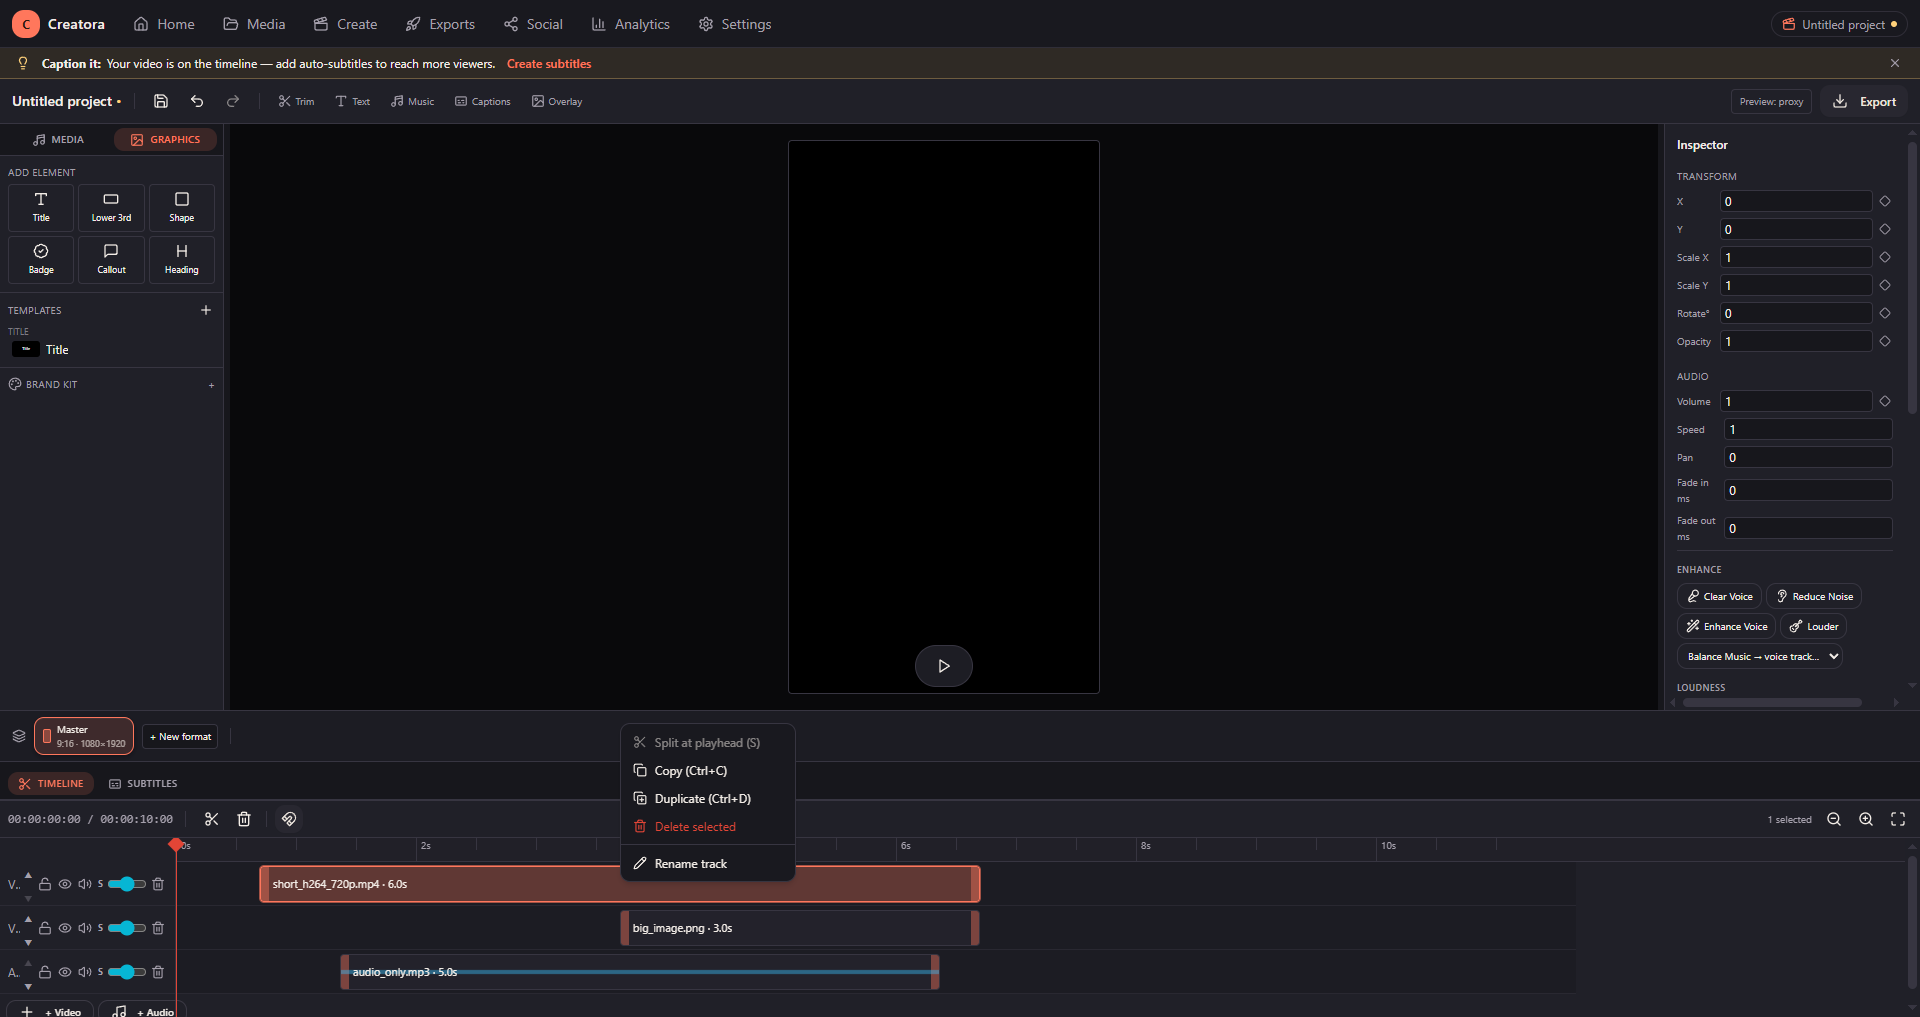 C Creatora Home Media Create Exports Social Analytics Settings Untitled project
Caption it: Your video is on the timeline — add auto-subtitles to reach more viewers. Create subtitles
Untitled project Trim Text Music Captions Overlay Preview: proxy Export
MEDIA GRAPHICS
ADD ELEMENT
Title Lower 3rd Shape
Badge Callout Heading
TEMPLATES +
TITLE
Title Title
BRAND KIT +
Inspector
TRANSFORM
X 0
Y 0
Scale X 1
Scale Y 1
Rotate° 0
Opacity 1
AUDIO
Volume 1
Speed 1
Pan 0
Fade in ms 0
Fade out ms 0
ENHANCE
Clear Voice Reduce Noise
Enhance Voice Louder
Balance Music → voice track...
LOUDNESS
Master
9:16 · 1080×1920
+ New format
Split at playhead (S)
Copy (Ctrl+C)
Duplicate (Ctrl+D)
Delete selected
Rename track
TIMELINE SUBTITLES
00:00:00:00 / 00:00:10:00 1 selected
0s 2s 6s 8s 10s
V.. S short_h264_720p.mp4 · 6.0s
V.. S big_image.png · 3.0s
A.. S audio_only.mp3 · 5.0s
+ Video + Audio